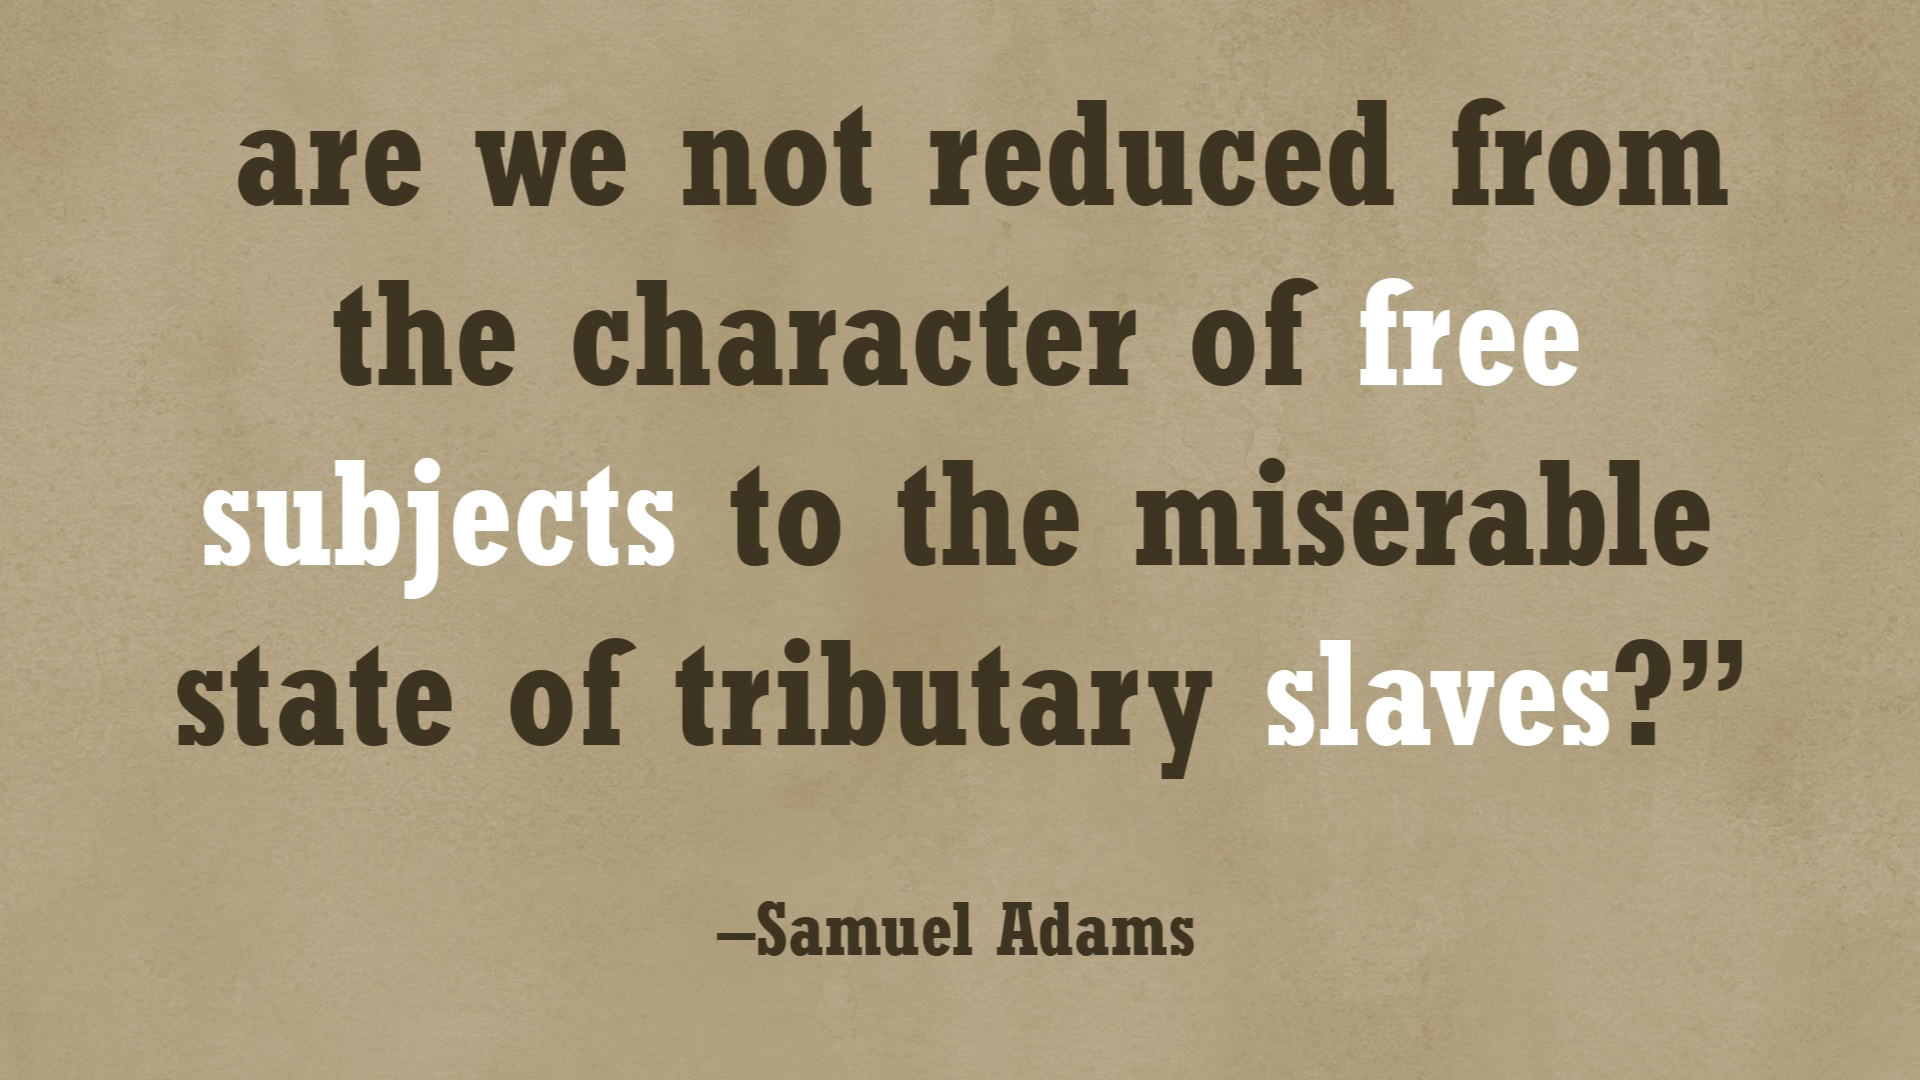 are we not reduced from
the character of free
subjects to the miserable
state of tributary slaves?”
–Samuel Adams